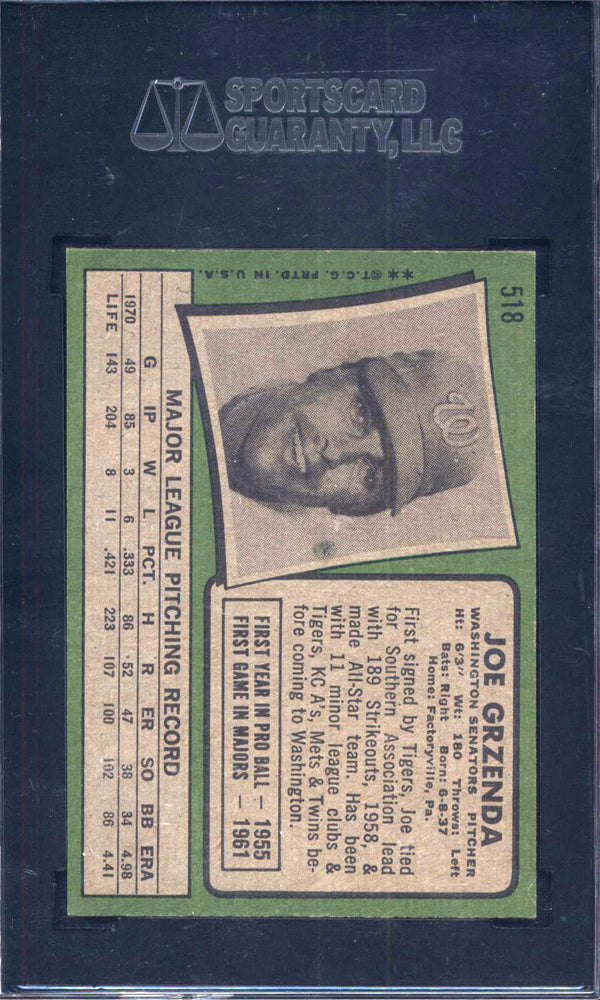 SPORTSCARD
GUARANTY, LLC
518
JOE GRZENDA
WASHINGTON SENATORS PITCHER
Ht: 6'3" Wt: 180 Throws: Left
Bats: Right Born: 6-8-37
Home: Factoryville, Pa.
First signed by Tigers, Joe tied
for Southern Association lead
with 189 Strikeouts, 1958, &
made All-Star team. Has been
with 11 minor league clubs &
Tigers, KC A's, Mets & Twins be-
fore coming to Washington.
FIRST YEAR IN PRO BALL — 1955
FIRST GAME IN MAJORS — 1961
W
MAJOR LEAGUE PITCHING RECORD
G IP W L PCT. H R ER SO BB ERA
1970 49 85 3 6 .333 86 52 47 38 34 4.98
LIFE 143 204 8 11 .421 223 107 100 102 86 4.41
**©T.C.G. PRTD. IN U.S.A.